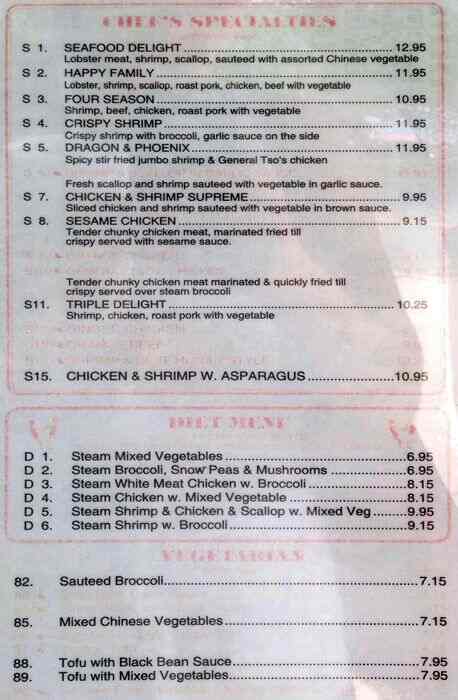 CHEF'S SPECIALTIES
S 1. SEAFOOD DELIGHT 12.95
Lobster meat, shrimp, scallop, sauteed with assorted Chinese vegetable
S 2. HAPPY FAMILY 11.95
Lobster, shrimp, scallop, roast pork, chicken, beef with vegetable
S 3. FOUR SEASON 10.95
Shrimp, beef, chicken, roast pork with vegetable
S 4. CRISPY SHRIMP 11.95
Crispy shrimp with broccoli, garlic sauce on the side
S 5. DRAGON & PHOENIX 11.95
Spicy stir fried jumbo shrimp & General Tso's chicken
Fresh scallop and shrimp sauteed with vegetable in garlic sauce.
S 7. CHICKEN & SHRIMP SUPREME 9.95
Sliced chicken and shrimp sauteed with vegetable in brown sauce.
S 8. SESAME CHICKEN 9.15
Tender chunky chicken meat, marinated fried till
crispy served with sesame sauce.
Tender chunky chicken meat marinated & quickly fried till
crispy served over steam broccoli
S11. TRIPLE DELIGHT 10.25
Shrimp, chicken, roast pork with vegetable
S15. CHICKEN & SHRIMP W. ASPARAGUS 10.95
DIET MENU
D 1. Steam Mixed Vegetables 6.95
D 2. Steam Broccoli, Snow Peas & Mushrooms 6.95
D 3. Steam White Meat Chicken w. Broccoli 8.15
D 4. Steam Chicken w. Mixed Vegetable 8.15
D 5. Steam Shrimp & Chicken & Scallop w. Mixed Veg 9.95
D 6. Steam Shrimp w. Broccoli 9.15
VEGETARIAN
82. Sauteed Broccoli 7.15
85. Mixed Chinese Vegetables 7.15
88. Tofu with Black Bean Sauce 7.95
89. Tofu with Mixed Vegetables 7.95